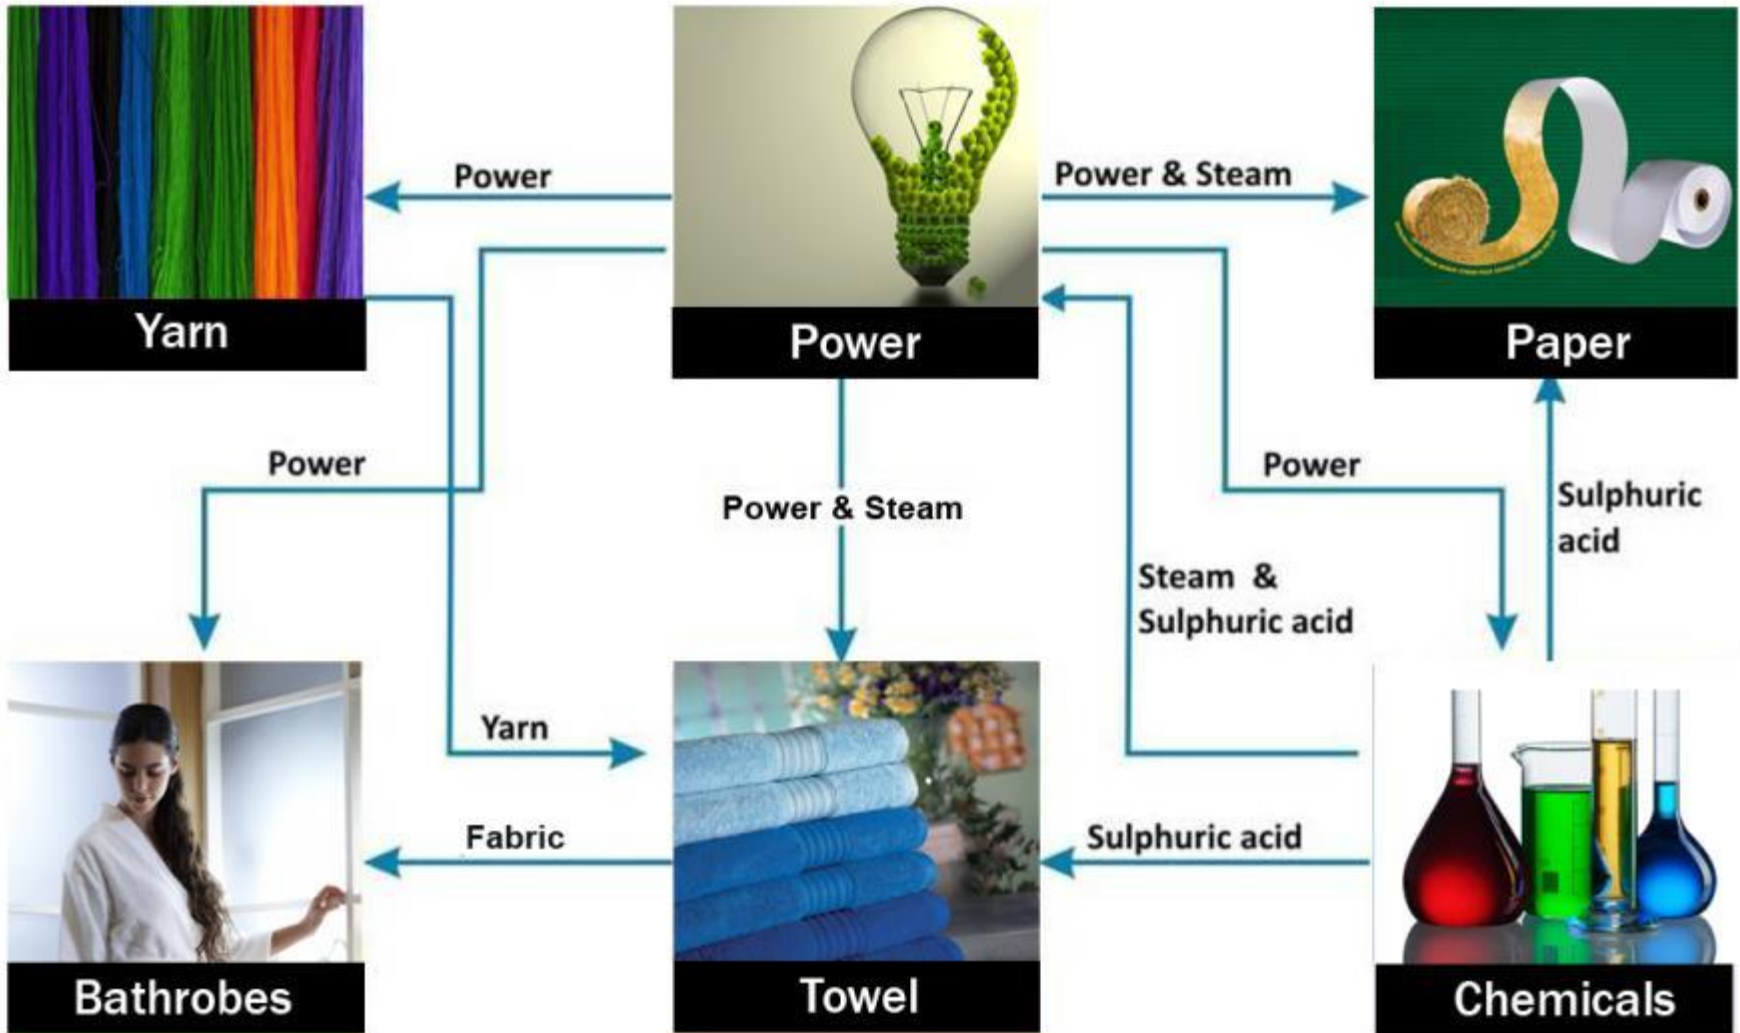 Power
Power & Steam
Yarn
Power
Paper
Power
Power & Steam
Power
Sulphuric
acid
Steam &
Sulphuric acid
Yarn
Fabric
Sulphuric acid
Bathrobes
Towel
Chemicals